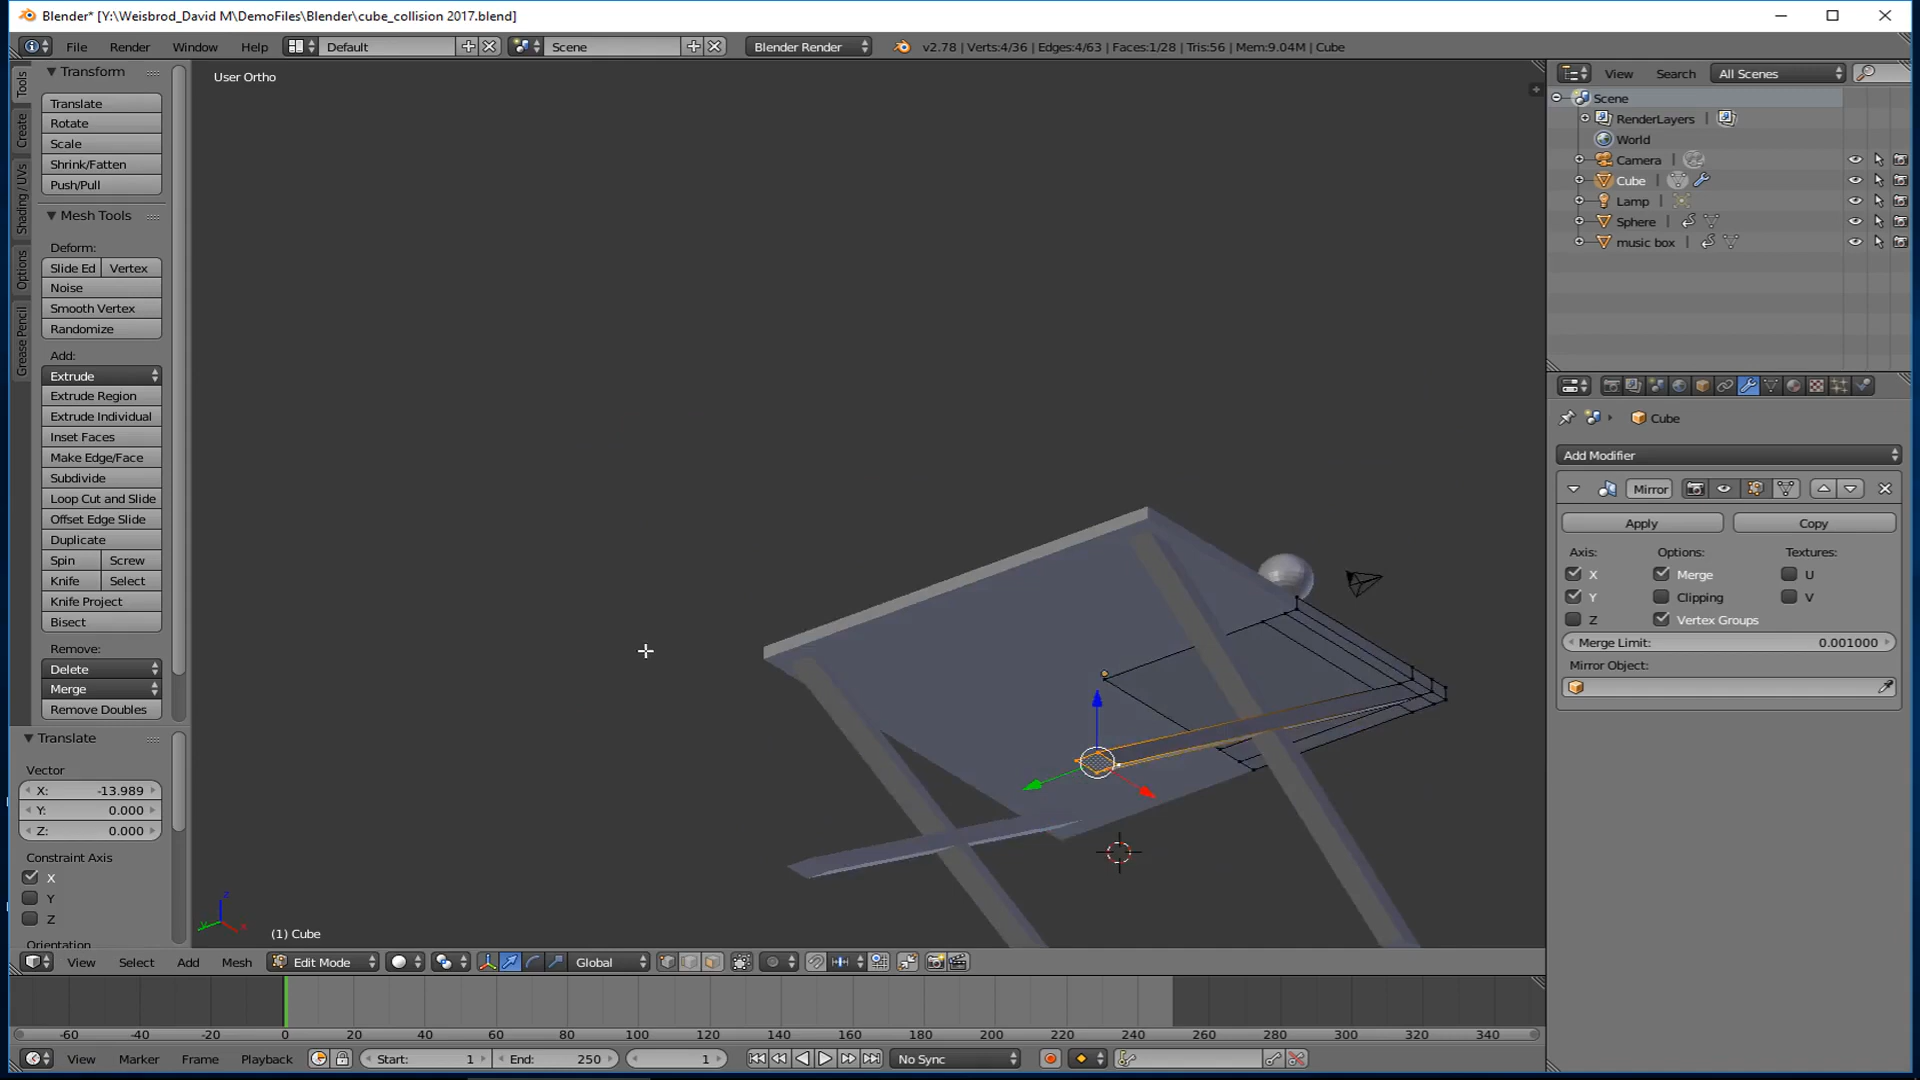 Blender* [Y:\Weisbrod_David M\DemoFiles\Blender\cube_collision 2017.blend]
File Render Window Help Default Scene Blender Render v2.78 | Verts:4/36 | Edges:4/63 | Faces:1/28 | Tris:56 | Mem:9.04M | Cube
Tools
Create
Shading / UVs
Options
Grease Pencil
Transform
Translate
Rotate
Scale
Shrink/Fatten
Push/Pull
Mesh Tools
Deform:
Slide Ed Vertex
Noise
Smooth Vertex
Randomize
Add:
Extrude
Extrude Region
Extrude Individual
Inset Faces
Make Edge/Face
Subdivide
Loop Cut and Slide
Offset Edge Slide
Duplicate
Spin Screw
Knife Select
Knife Project
Bisect
Remove:
Delete
Merge
Remove Doubles
Translate
Vector
X: -13.989
Y: 0.000
Z: 0.000
Constraint Axis
X
Y
Z
Orientation
User Ortho
(1) Cube
View Select Add Mesh Edit Mode Global
-60 -40 -20 0 20 40 60 80 100 120 140 160 180 200 220 240 260 280 300 320 340
View Marker Frame Playback Start: 1 End: 250 1 No Sync
View Search All Scenes
Scene
RenderLayers
World
Camera
Cube
Lamp
Sphere
music box
Cube
Add Modifier
Mirror
Apply Copy
Axis: Options: Textures:
X Merge U
Y Clipping V
Z Vertex Groups
Merge Limit: 0.001000
Mirror Object: